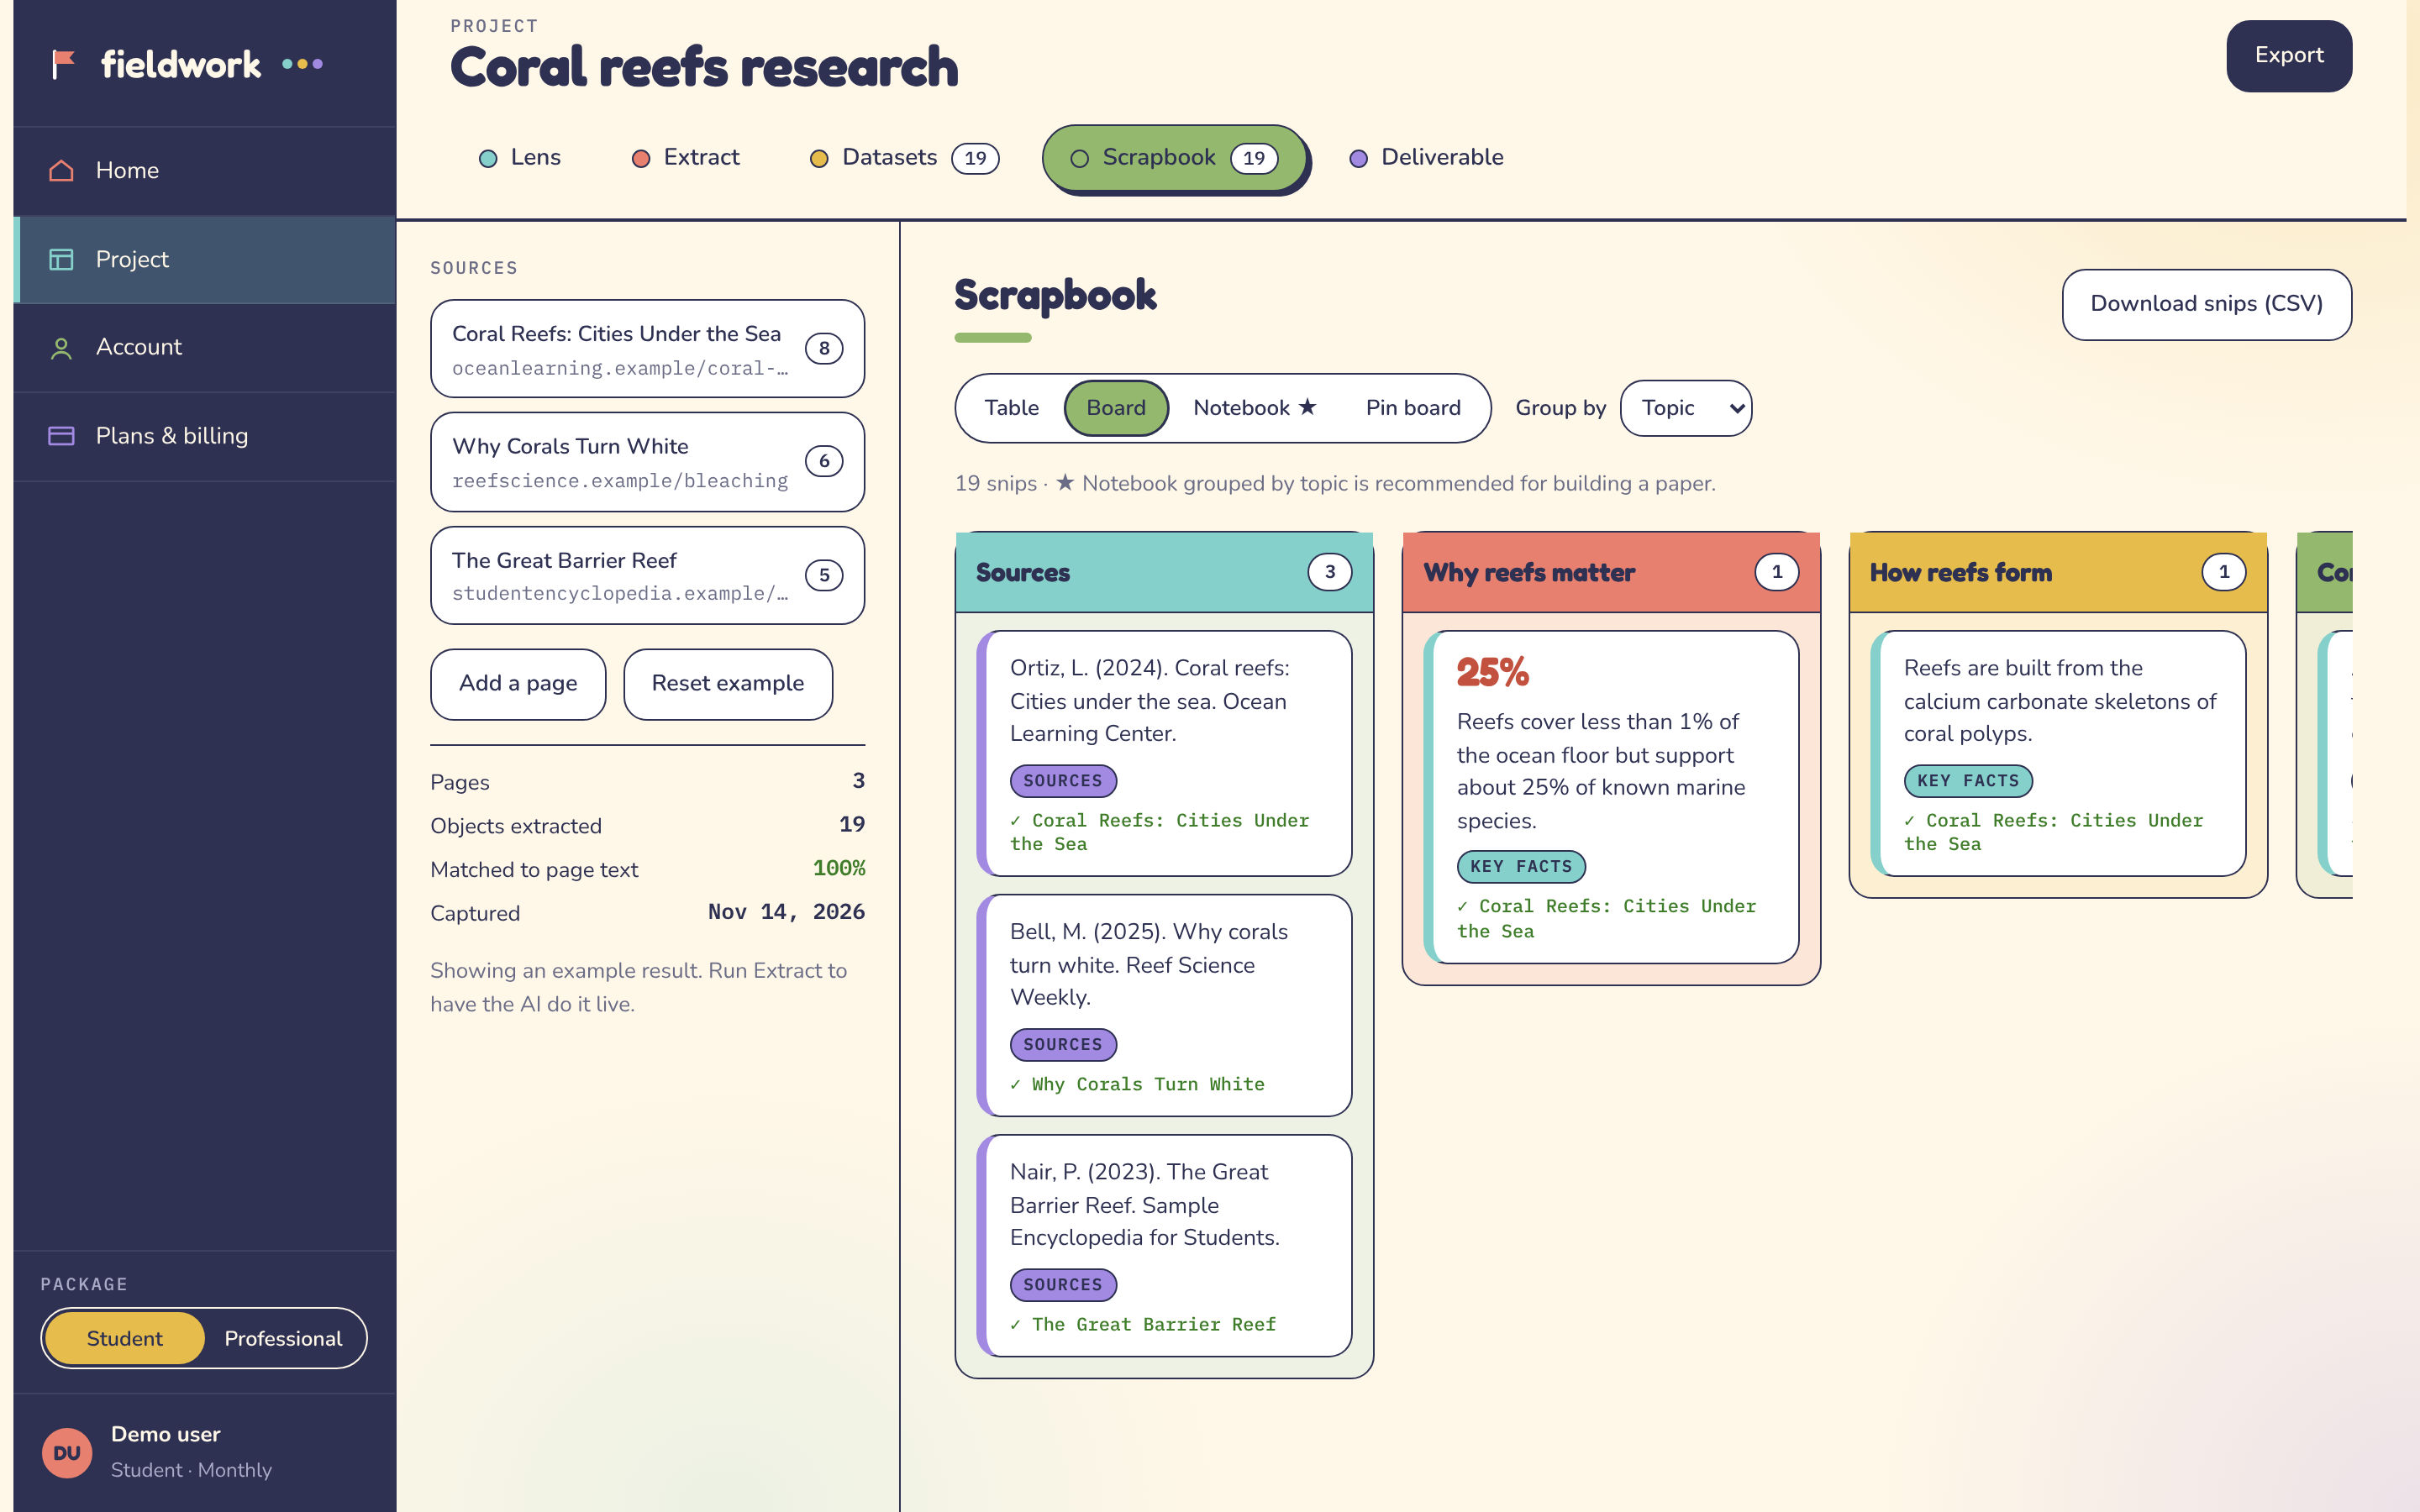 fieldwork
Home
Project
Account
Plans & billing
PACKAGE
Student
Professional
DU
Demo user
Student · Monthly
PROJECT
Coral reefs research
Export
Lens
Extract
Datasets 19
Scrapbook 19
Deliverable
SOURCES
Coral Reefs: Cities Under the Sea
oceanlearning.example/coral-…
8
Why Corals Turn White
reefscience.example/bleaching
6
The Great Barrier Reef
studentencyclopedia.example/…
5
Add a page
Reset example
Pages 3
Objects extracted 19
Matched to page text 100%
Captured Nov 14, 2026
Showing an example result. Run Extract to
have the AI do it live.
Scrapbook
Download snips (CSV)
Table
Board
Notebook ★
Pin board
Group by
Topic
19 snips · ★ Notebook grouped by topic is recommended for building a paper.
Sources 3
Ortiz, L. (2024). Coral reefs:
Cities under the sea. Ocean
Learning Center.
SOURCES
✓ Coral Reefs: Cities Under
the Sea
Bell, M. (2025). Why corals
turn white. Reef Science
Weekly.
SOURCES
✓ Why Corals Turn White
Nair, P. (2023). The Great
Barrier Reef. Sample
Encyclopedia for Students.
SOURCES
✓ The Great Barrier Reef
Why reefs matter 1
25%
Reefs cover less than 1% of
the ocean floor but support
about 25% of known marine
species.
KEY FACTS
✓ Coral Reefs: Cities Under
the Sea
How reefs form 1
Reefs are built from the
calcium carbonate skeletons of
coral polyps.
KEY FACTS
✓ Coral Reefs: Cities Under
the Sea